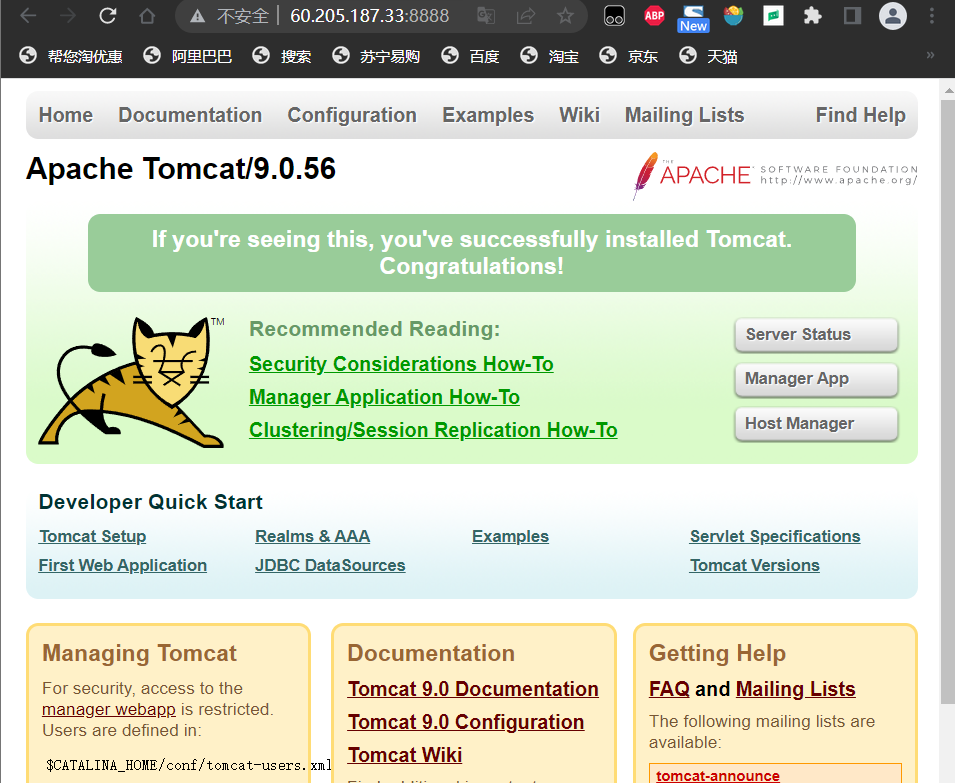 不安全 60.205.187.33:8888
ABP
New
帮您淘优惠 阿里巴巴 搜索 苏宁易购 百度 淘宝 京东 天猫 »
Home Documentation Configuration Examples Wiki Mailing Lists Find Help
Apache Tomcat/9.0.56
THE
APACHE
SOFTWARE FOUNDATION
http://www.apache.org/
If you're seeing this, you've successfully installed Tomcat.
Congratulations!
TM
Recommended Reading:
Security Considerations How-To
Manager Application How-To
Clustering/Session Replication How-To
Server Status
Manager App
Host Manager
Developer Quick Start
Tomcat Setup
First Web Application
Realms & AAA
JDBC DataSources
Examples
Servlet Specifications
Tomcat Versions
Managing Tomcat
For security, access to the
manager webapp is restricted.
Users are defined in:
$CATALINA_HOME/conf/tomcat-users.xml
Documentation
Tomcat 9.0 Documentation
Tomcat 9.0 Configuration
Tomcat Wiki
Getting Help
FAQ and Mailing Lists
The following mailing lists are
available:
tomcat-announce